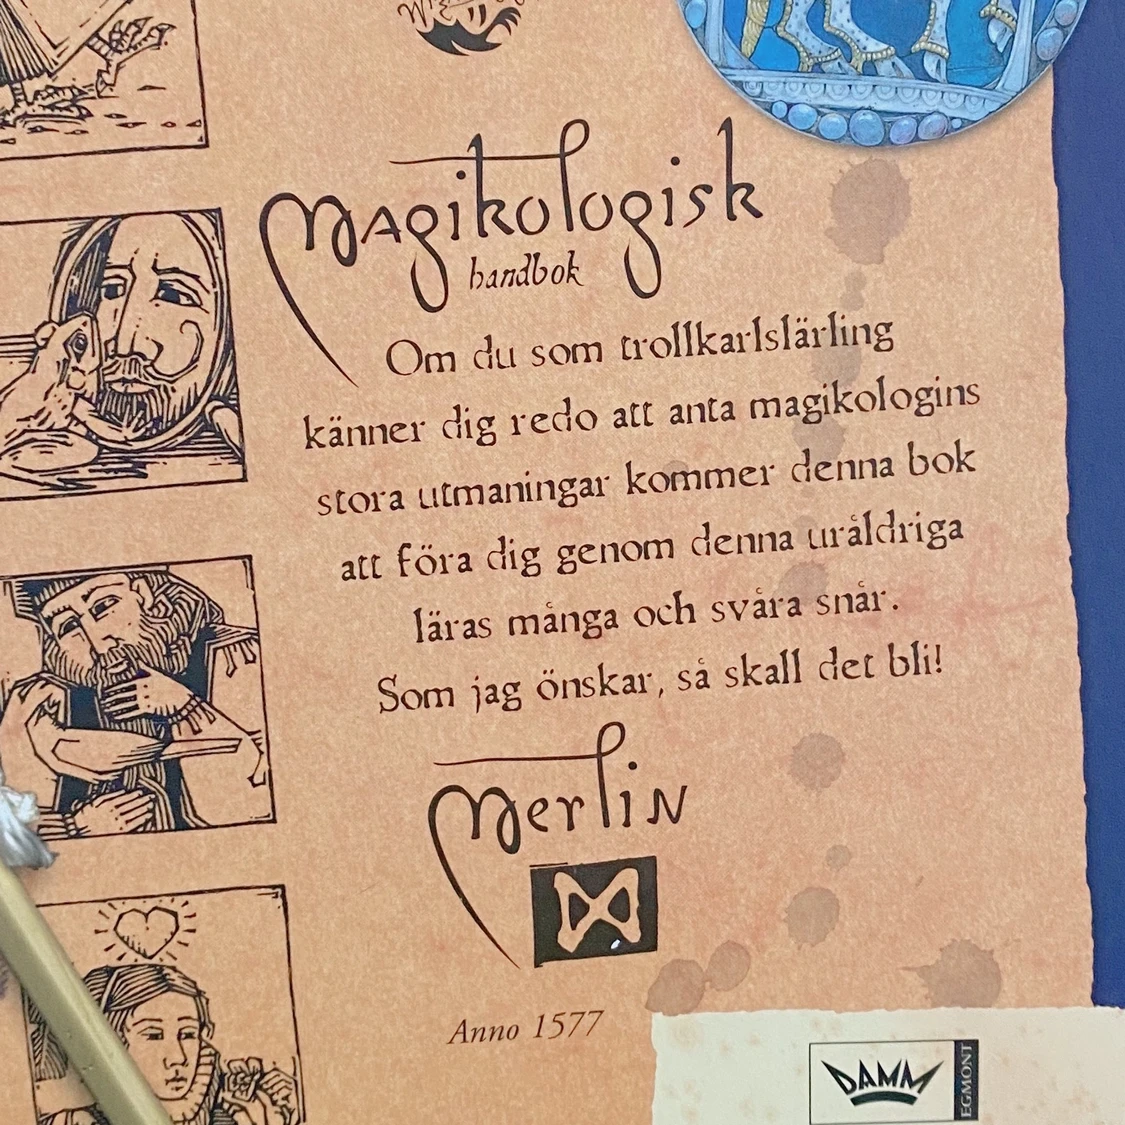 Magikologisk
handbok
Om du som trollkarlslärling
känner dig redo att anta magikologins
stora utmaningar kommer denna bok
att föra dig genom denna uråldriga
läras många och svåra snår.
Som jag önskar, så skall det bli!
Merlin
Anno 1577
DAMM
EGMONT